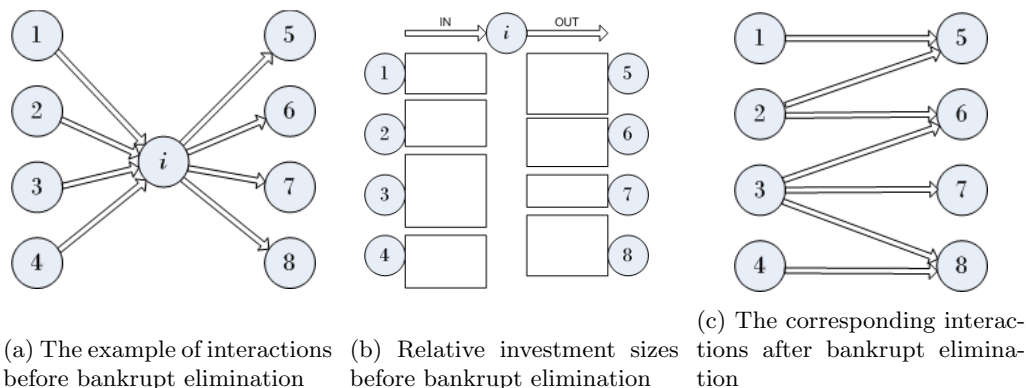 1
2
3
4
i
5
6
7
8
IN
i
OUT
1
2
3
4
5
6
7
8
1
2
3
4
5
6
7
8
(a) The example of interactions
before bankrupt elimination
(b) Relative investment sizes
before bankrupt elimination
(c) The corresponding interac-
tions after bankrupt elimina-
tion